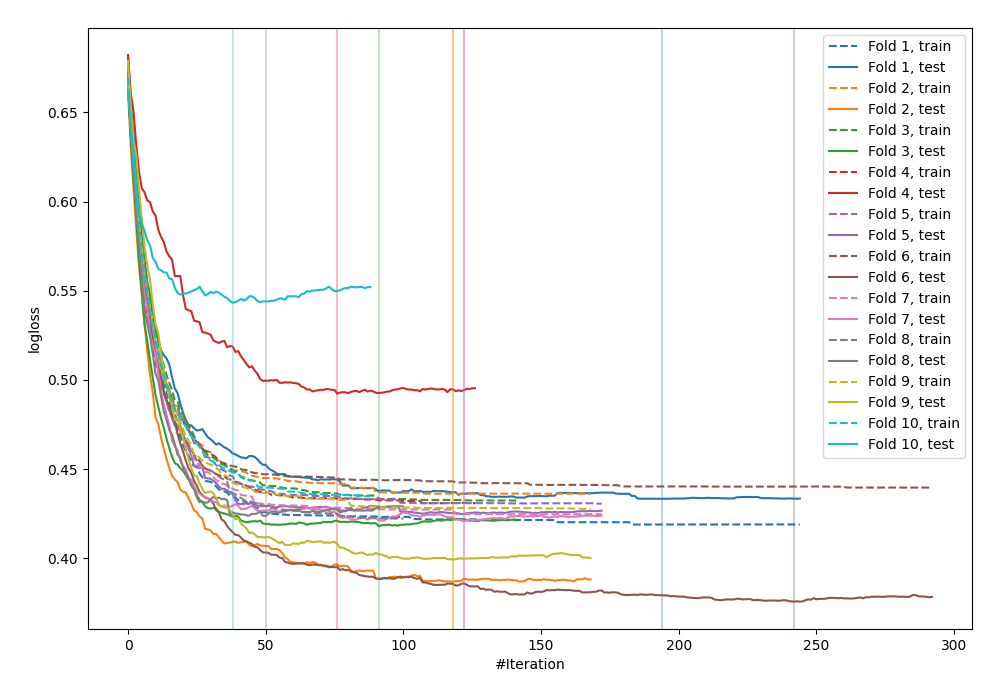 logloss
0.65
0.60
0.55
0.50
0.45
0.40
0
50
100
150
200
250
300
#Iteration
Fold 1, train
Fold 1, test
Fold 2, train
Fold 2, test
Fold 3, train
Fold 3, test
Fold 4, train
Fold 4, test
Fold 5, train
Fold 5, test
Fold 6, train
Fold 6, test
Fold 7, train
Fold 7, test
Fold 8, train
Fold 8, test
Fold 9, train
Fold 9, test
Fold 10, train
Fold 10, test